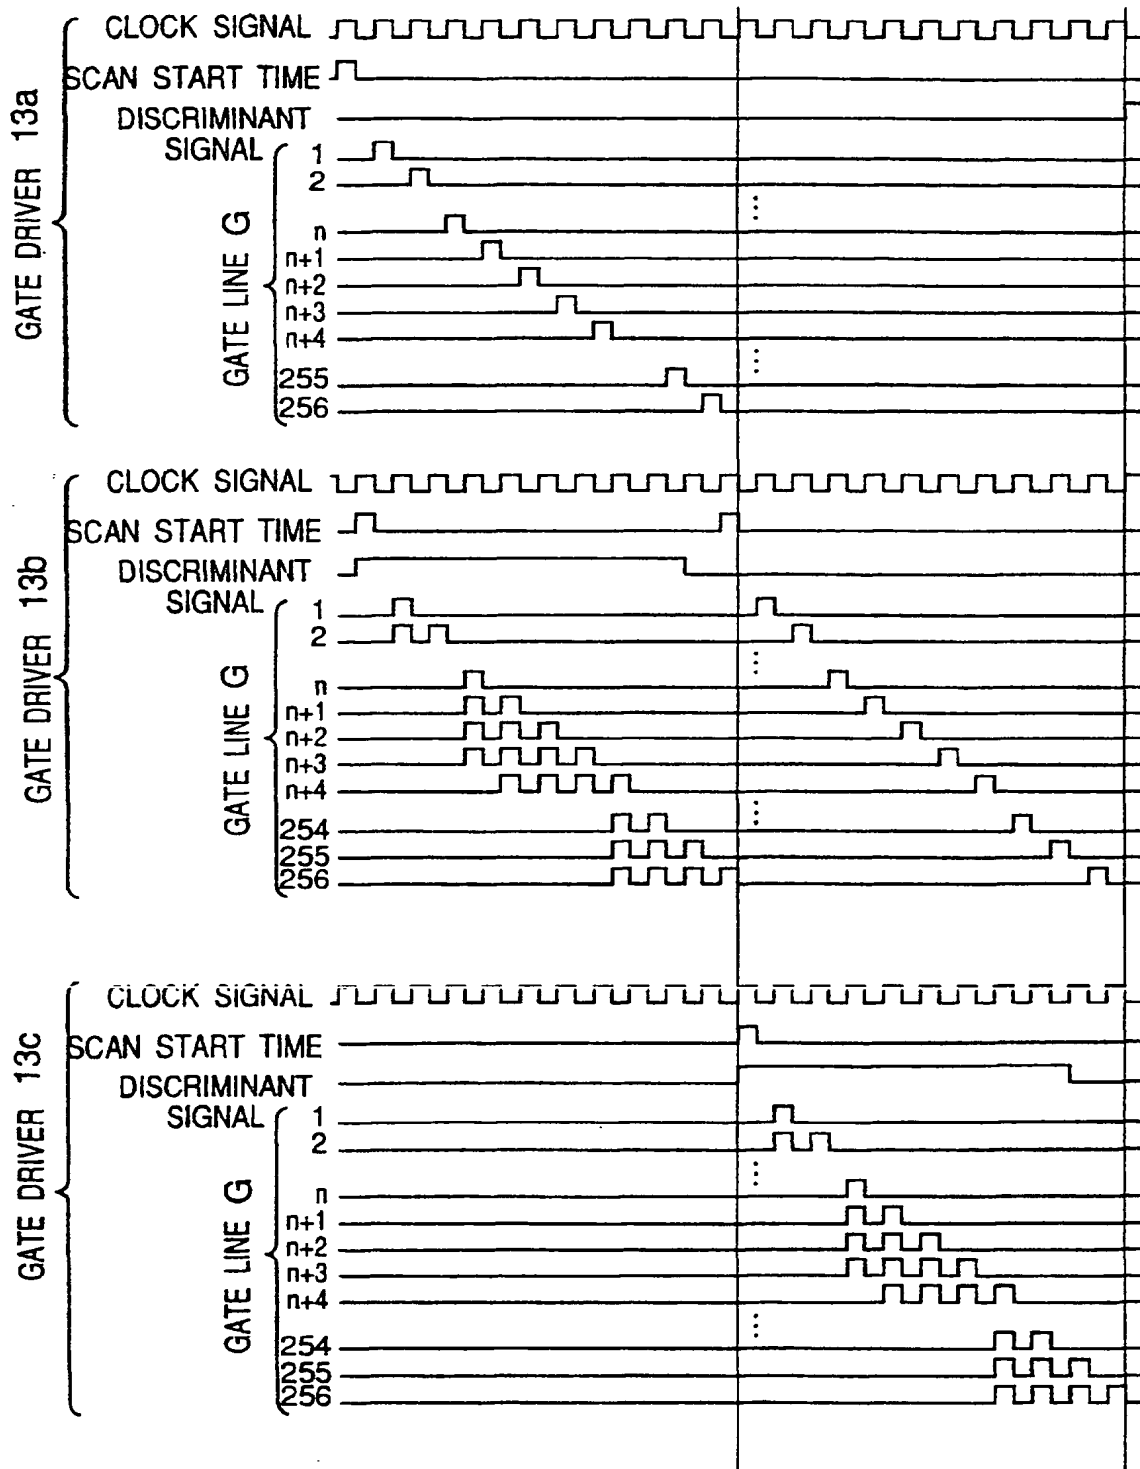 GATE DRIVER 13a
CLOCK SIGNAL
SCAN START TIME
DISCRIMINANT
SIGNAL
GATE LINE G
1
2
n
n+1
n+2
n+3
n+4
255
256
GATE DRIVER 13b
CLOCK SIGNAL
SCAN START TIME
DISCRIMINANT
SIGNAL
GATE LINE G
1
2
n
n+1
n+2
n+3
n+4
254
255
256
GATE DRIVER 13c
CLOCK SIGNAL
SCAN START TIME
DISCRIMINANT
SIGNAL
GATE LINE G
1
2
n
n+1
n+2
n+3
n+4
254
255
256